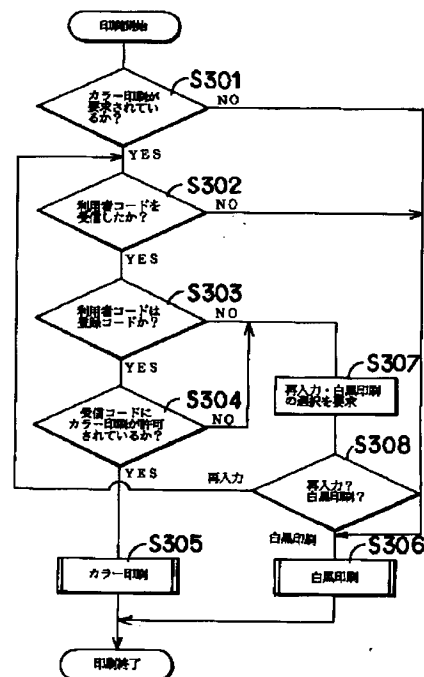 印刷開始
S301
カラー印刷が
要求されてい
るか?
NO
YES
S302
利用者コードを
受信したか?
NO
YES
S303
利用者コードは
登録コードか?
NO
YES
S304
受信コードに
カラー印刷が許可
されているか?
NO
YES
S307
再入力・白黒印刷
の選択を要求
S308
再入力?
白黒印刷?
再入力
白黒印刷
S305
カラー印刷
S306
白黒印刷
印刷終了